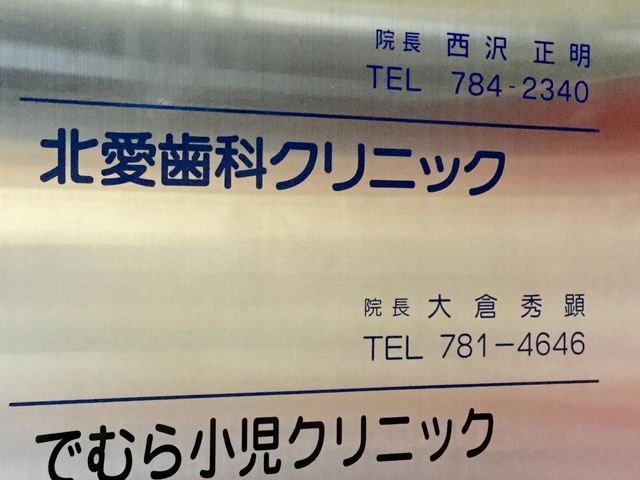 院長 西沢 正明
TEL 784-2340
北愛歯科クリニック
院長 大倉秀顕
TEL 781-4646
でむら小児クリニック